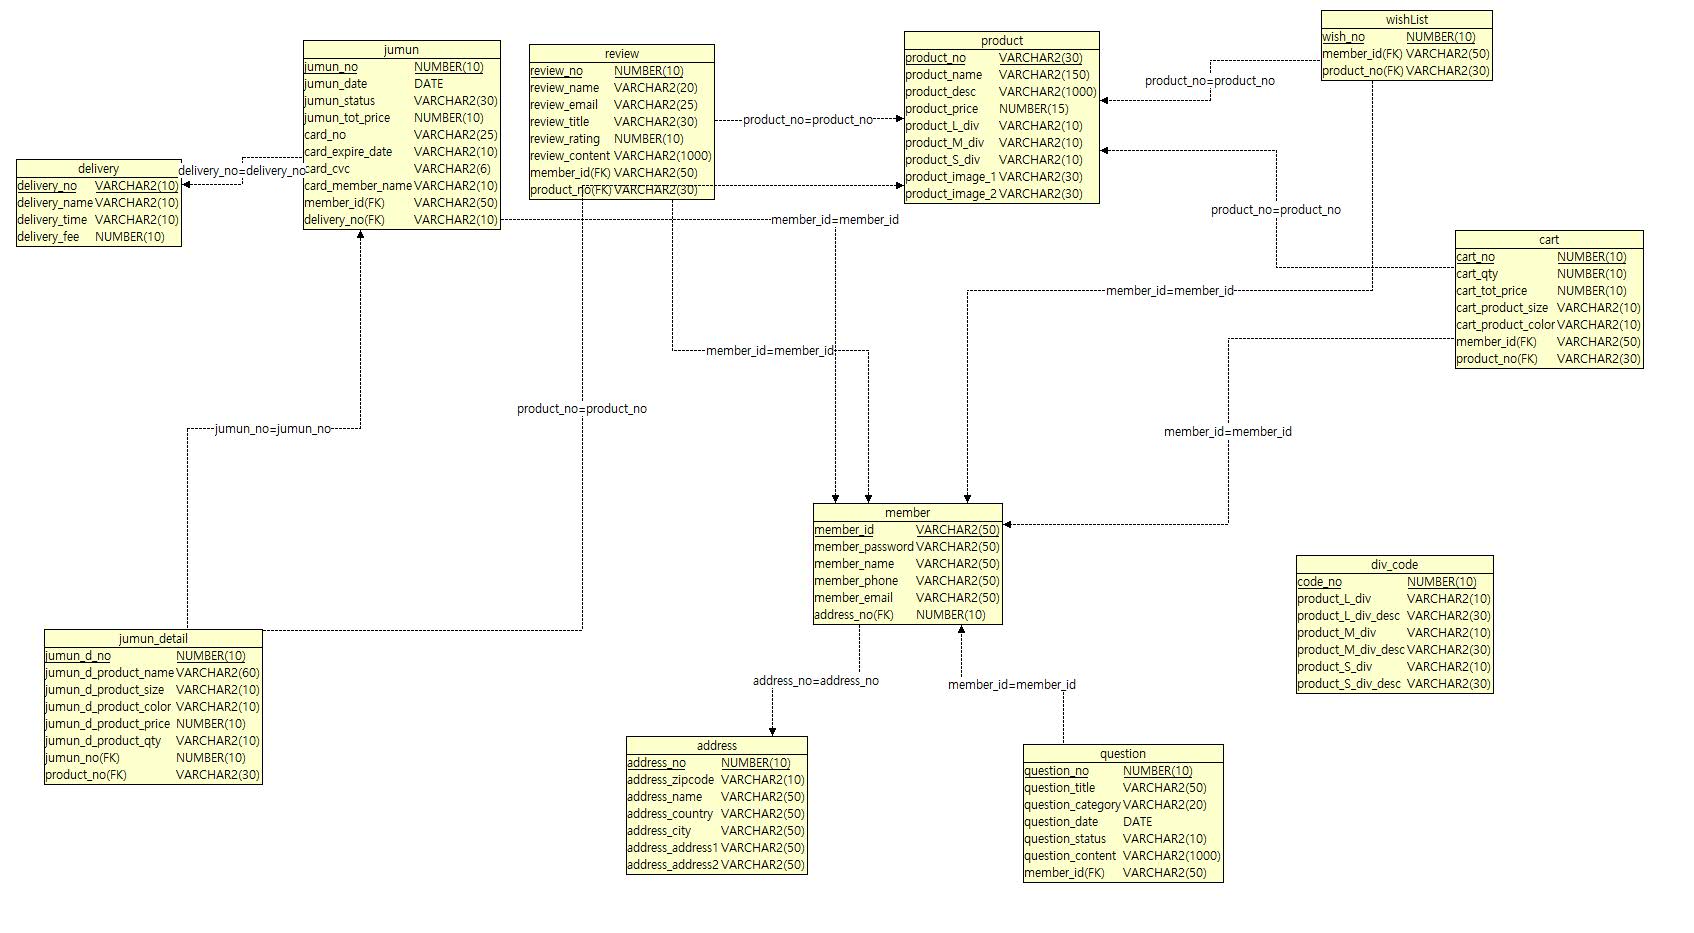 wishList
wish_no NUMBER(10)
member_id(FK) VARCHAR2(50)
product_no(FK) VARCHAR2(30)
jumun
jumun_no NUMBER(10)
jumun_date DATE
jumun_status VARCHAR2(30)
jumun_tot_price NUMBER(10)
card_no VARCHAR2(25)
card_expire_date VARCHAR2(10)
card_cvc VARCHAR2(6)
card_member_name VARCHAR2(10)
member_id(FK) VARCHAR2(50)
delivery_no(FK) VARCHAR2(10)
review
review_no NUMBER(10)
review_name VARCHAR2(20)
review_email VARCHAR2(25)
review_title VARCHAR2(30)
review_rating NUMBER(10)
review_content VARCHAR2(1000)
member_id(FK) VARCHAR2(50)
product_no(FK) VARCHAR2(30)
product
product_no VARCHAR2(30)
product_name VARCHAR2(150)
product_desc VARCHAR2(1000)
product_price NUMBER(15)
product_L_div VARCHAR2(10)
product_M_div VARCHAR2(10)
product_S_div VARCHAR2(10)
product_image_1 VARCHAR2(30)
product_image_2 VARCHAR2(30)
product_no=product_no
product_no=product_no
delivery
delivery_no VARCHAR2(10)
delivery_name VARCHAR2(10)
delivery_time VARCHAR2(10)
delivery_fee NUMBER(10)
delivery_no=delivery_no
member_id=member_id
product_no=product_no
cart
cart_no NUMBER(10)
cart_qty NUMBER(10)
cart_tot_price NUMBER(10)
cart_product_size VARCHAR2(10)
cart_product_color VARCHAR2(10)
member_id(FK) VARCHAR2(50)
product_no(FK) VARCHAR2(30)
member_id=member_id
member_id=member_id
product_no=product_no
jumun_no=jumun_no
member_id=member_id
member
member_id VARCHAR2(50)
member_password VARCHAR2(50)
member_name VARCHAR2(50)
member_phone VARCHAR2(50)
member_email VARCHAR2(50)
address_no(FK) NUMBER(10)
div_code
code_no NUMBER(10)
product_L_div VARCHAR2(10)
product_L_div_desc VARCHAR2(30)
product_M_div VARCHAR2(10)
product_M_div_desc VARCHAR2(30)
product_S_div VARCHAR2(10)
product_S_div_desc VARCHAR2(30)
jumun_detail
jumun_d_no NUMBER(10)
jumun_d_product_name VARCHAR2(60)
jumun_d_product_size VARCHAR2(10)
jumun_d_product_color VARCHAR2(10)
jumun_d_product_price NUMBER(10)
jumun_d_product_qty VARCHAR2(10)
jumun_no(FK) NUMBER(10)
product_no(FK) VARCHAR2(30)
address_no=address_no
member_id=member_id
address
address_no NUMBER(10)
address_zipcode VARCHAR2(10)
address_name VARCHAR2(50)
address_country VARCHAR2(50)
address_city VARCHAR2(50)
address_address1 VARCHAR2(50)
address_address2 VARCHAR2(50)
question
question_no NUMBER(10)
question_title VARCHAR2(50)
question_category VARCHAR2(20)
question_date DATE
question_status VARCHAR2(10)
question_content VARCHAR2(1000)
member_id(FK) VARCHAR2(50)